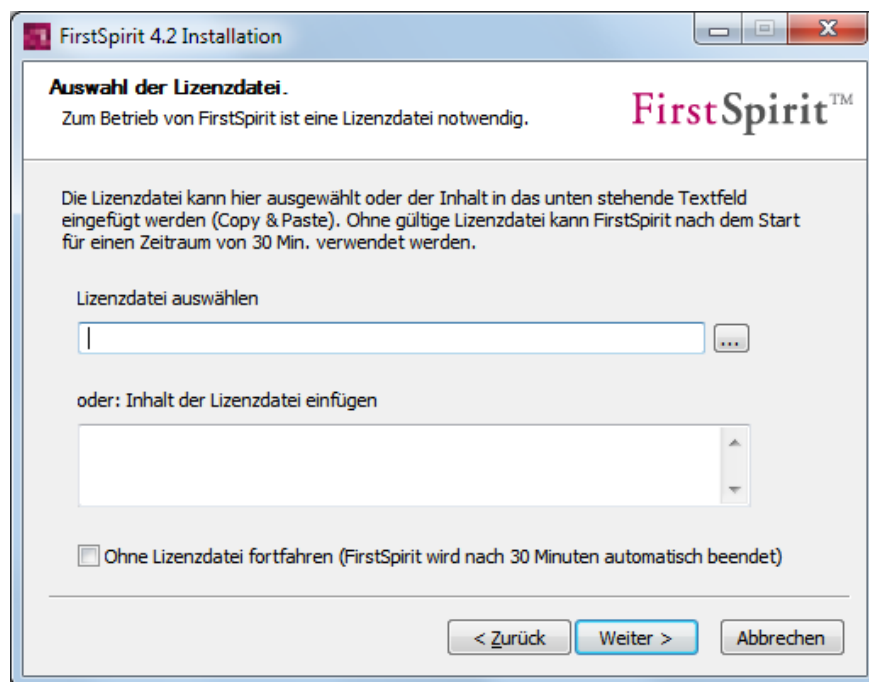 FirstSpirit 4.2 Installation
Auswahl der Lizenzdatei.
Zum Betrieb von FirstSpirit ist eine Lizenzdatei notwendig.
FirstSpirit™
Die Lizenzdatei kann hier ausgewählt oder der Inhalt in das unten stehende Textfeld
eingefügt werden (Copy & Paste). Ohne gültige Lizenzdatei kann FirstSpirit nach dem Start
für einen Zeitraum von 30 Min. verwendet werden.
Lizenzdatei auswählen
...
oder: Inhalt der Lizenzdatei einfügen
Ohne Lizenzdatei fortfahren (FirstSpirit wird nach 30 Minuten automatisch beendet)
< Zurück Weiter > Abbrechen